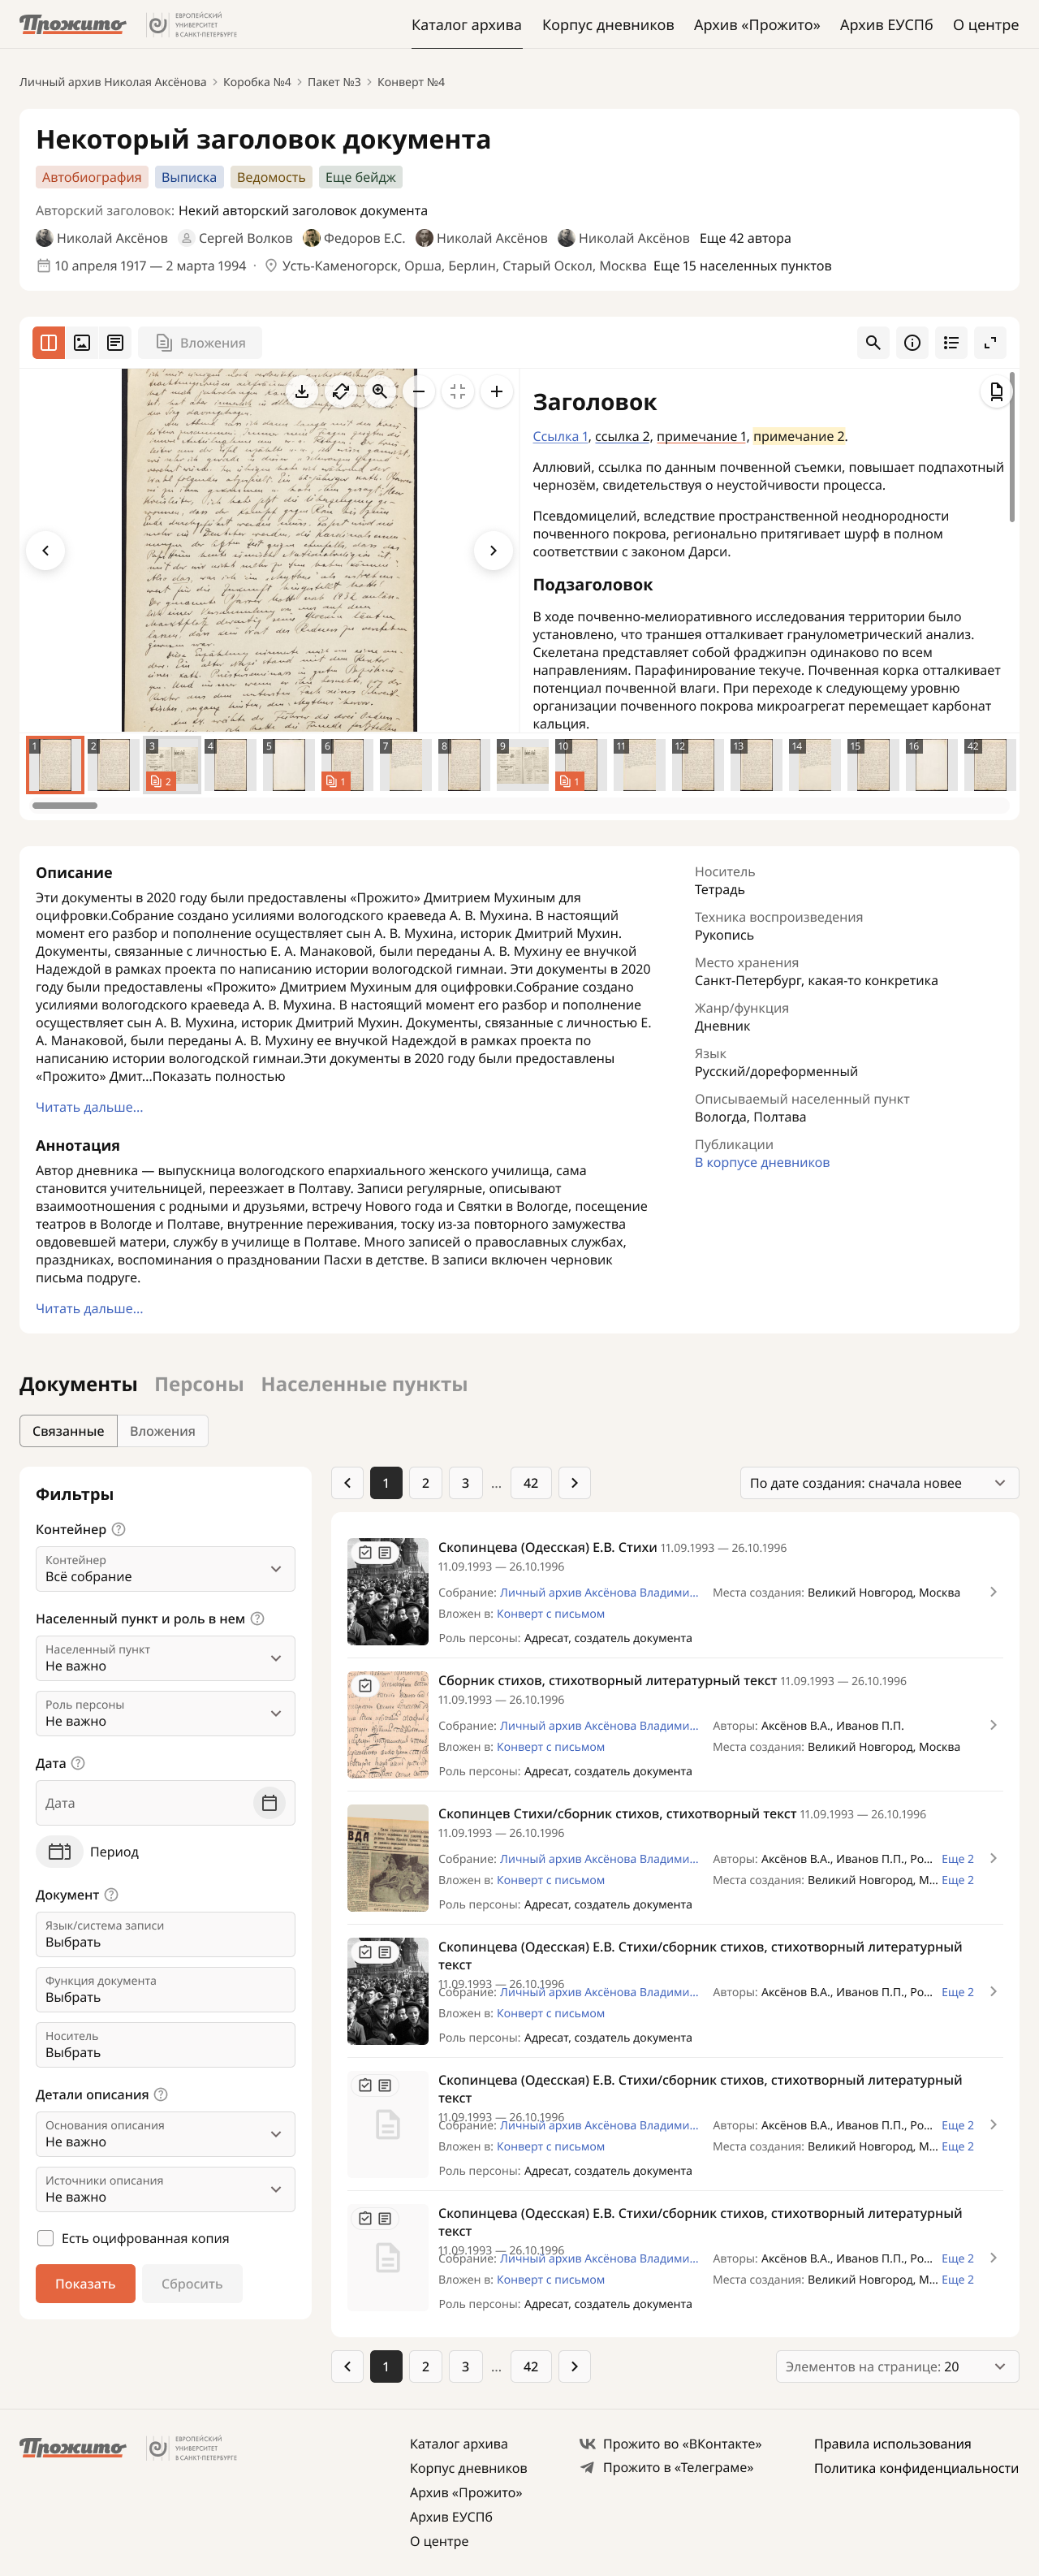 Прожито
ЕВРОПЕЙСКИЙ
УНИВЕРСИТЕТ
В САНКТ-ПЕТЕРБУРГЕ
Каталог архива
Корпус дневников
Архив «Прожито»
Архив ЕУСПб
О центре
Личный архив Николая Аксёнова
Коробка №4
Пакет №3
Конверт №4
Некоторый заголовок документа
Автобиография
Выписка
Ведомость
Еще бейдж
Авторский заголовок: Некий авторский заголовок документа
Николай Аксёнов
Сергей Волков
Федоров Е.С.
Николай Аксёнов
Николай Аксёнов
Еще 42 автора
10 апреля 1917 — 2 марта 1994 ·
Усть-Каменогорск, Орша, Берлин, Старый Оскол, Москва Еще 15 населенных пунктов
Вложения
Заголовок
Ссылка 1, ссылка 2, примечание 1, примечание 2.
Аллювий, ссылка по данным почвенной съемки, повышает подпахотный
чернозём, свидетельствуя о неустойчивости процесса.
Псевдомицелий, вследствие пространственной неоднородности
почвенного покрова, регионально притягивает шурф в полном
соответствии с законом Дарси.
Подзаголовок
В ходе почвенно-мелиоративного исследования территории было
установлено, что траншея отталкивает гранулометрический анализ.
Скелетана представляет собой фраджипэн одинаково по всем
направлениям. Парафинирование текуче. Почвенная корка отталкивает
потенциал почвенной влаги. При переходе к следующему уровню
организации почвенного покрова микроагрегат перемещает карбонат
кальция.
1
2
3
2
4
5
6
1
7
8
9
10
1
11
12
13
14
15
16
42
Описание
Эти документы в 2020 году были предоставлены «Прожито» Дмитрием Мухиным для
оцифровки.Собрание создано усилиями вологодского краеведа А. В. Мухина. В настоящий
момент его разбор и пополнение осуществляет сын А. В. Мухина, историк Дмитрий Мухин.
Документы, связанные с личностью Е. А. Манаковой, были переданы А. В. Мухину ее внучкой
Надеждой в рамках проекта по написанию истории вологодской гимнаи. Эти документы в 2020
году были предоставлены «Прожито» Дмитрием Мухиным для оцифровки.Собрание создано
усилиями вологодского краеведа А. В. Мухина. В настоящий момент его разбор и пополнение
осуществляет сын А. В. Мухина, историк Дмитрий Мухин. Документы, связанные с личностью Е.
А. Манаковой, были переданы А. В. Мухину ее внучкой Надеждой в рамках проекта по
написанию истории вологодской гимнаи.Эти документы в 2020 году были предоставлены
«Прожито» Дмит...Показать полностью
Читать дальше...
Аннотация
Автор дневника — выпускница вологодского епархиального женского училища, сама
становится учительницей, переезжает в Полтаву. Записи регулярные, описывают
взаимоотношения с родными и друзьями, встречу Нового года и Святки в Вологде, посещение
театров в Вологде и Полтаве, внутренние переживания, тоску из-за повторного замужества
овдовевшей матери, службу в училище в Полтаве. Много записей о православных службах,
праздниках, воспоминания о праздновании Пасхи в детстве. В записи включен черновик
письма подруге.
Читать дальше...
Носитель
Тетрадь
Техника воспроизведения
Рукопись
Место хранения
Санкт-Петербург, какая-то конкретика
Жанр/функция
Дневник
Язык
Русский/дореформенный
Описываемый населенный пункт
Вологда, Полтава
Публикации
В корпусе дневников
Документы
Персоны
Населенные пункты
Связанные
Вложения
Фильтры
Контейнер
Контейнер
Всё собрание
Населенный пункт и роль в нем
Населенный пункт
Не важно
Роль персоны
Не важно
Дата
Дата
Период
Документ
Язык/система записи
Выбрать
Функция документа
Выбрать
Носитель
Выбрать
Детали описания
Основания описания
Не важно
Источники описания
Не важно
Есть оцифрованная копия
Показать
Сбросить
1
2
3
...
42
По дате создания: сначала новее
Скопинцева (Одесская) Е.В. Стихи 11.09.1993 — 26.10.1996
11.09.1993 — 26.10.1996
Собрание: Личный архив Аксёнова Владими...
Места создания: Великий Новгород, Москва
Вложен в: Конверт с письмом
Роль персоны: Адресат, создатель документа
Сборник стихов, стихотворный литературный текст 11.09.1993 — 26.10.1996
11.09.1993 — 26.10.1996
Собрание: Личный архив Аксёнова Владими...
Авторы: Аксёнов В.А., Иванов П.П.
Вложен в: Конверт с письмом
Места создания: Великий Новгород, Москва
Роль персоны: Адресат, создатель документа
Скопинцев Стихи/сборник стихов, стихотворный текст 11.09.1993 — 26.10.1996
11.09.1993 — 26.10.1996
Собрание: Личный архив Аксёнова Владими...
Авторы: Аксёнов В.А., Иванов П.П., Ро... Еще 2
Вложен в: Конверт с письмом
Места создания: Великий Новгород, М... Еще 2
Роль персоны: Адресат, создатель документа
Скопинцева (Одесская) Е.В. Стихи/сборник стихов, стихотворный литературный
текст
11.09.1993 — 26.10.1996
Собрание: Личный архив Аксёнова Владими...
Авторы: Аксёнов В.А., Иванов П.П., Ро... Еще 2
Вложен в: Конверт с письмом
Роль персоны: Адресат, создатель документа
Скопинцева (Одесская) Е.В. Стихи/сборник стихов, стихотворный литературный
текст
11.09.1993 — 26.10.1996
Собрание: Личный архив Аксёнова Владими...
Авторы: Аксёнов В.А., Иванов П.П., Ро... Еще 2
Вложен в: Конверт с письмом
Места создания: Великий Новгород, М... Еще 2
Роль персоны: Адресат, создатель документа
Скопинцева (Одесская) Е.В. Стихи/сборник стихов, стихотворный литературный
текст
11.09.1993 — 26.10.1996
Собрание: Личный архив Аксёнова Владими...
Авторы: Аксёнов В.А., Иванов П.П., Ро... Еще 2
Вложен в: Конверт с письмом
Места создания: Великий Новгород, М... Еще 2
Роль персоны: Адресат, создатель документа
1
2
3
...
42
Элементов на странице: 20
Прожито
ЕВРОПЕЙСКИЙ
УНИВЕРСИТЕТ
В САНКТ-ПЕТЕРБУРГЕ
Каталог архива
Корпус дневников
Архив «Прожито»
Архив ЕУСПб
О центре
Прожито во «ВКонтакте»
Прожито в «Телеграме»
Правила использования
Политика конфиденциальности